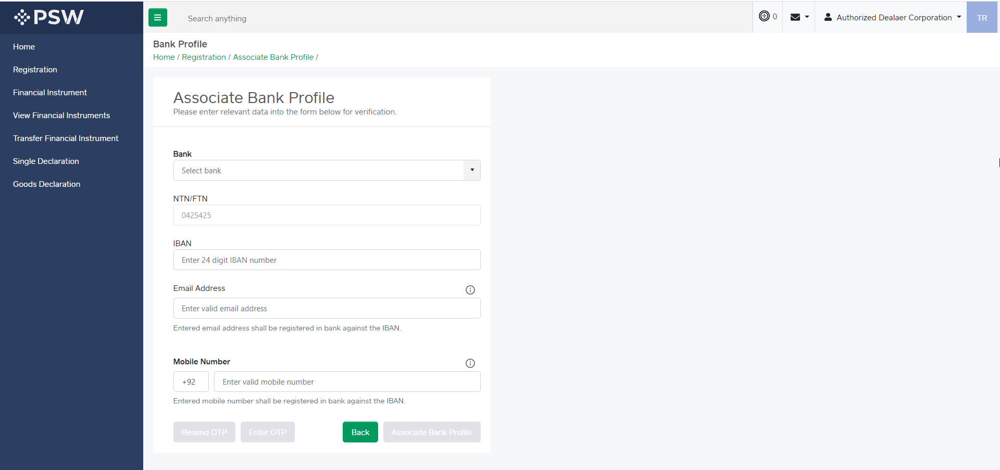 PSW
Search anything
0
Authorized Dealaer Corporation
TR
Home
Registration
Financial Instrument
View Financial Instruments
Transfer Financial Instrument
Single Declaration
Goods Declaration
Bank Profile
Home / Registration / Associate Bank Profile /
Associate Bank Profile
Please enter relevant data into the form below for verification.
Bank
Select bank
NTN/FTN
0425425
IBAN
Enter 24 digit IBAN number
Email Address
Enter valid email address
Entered email address shall be registered in bank against the IBAN.
Mobile Number
+92
Enter valid mobile number
Entered mobile number shall be registered in bank against the IBAN.
Resend OTP
Enter OTP
Back
Associate Bank Profile